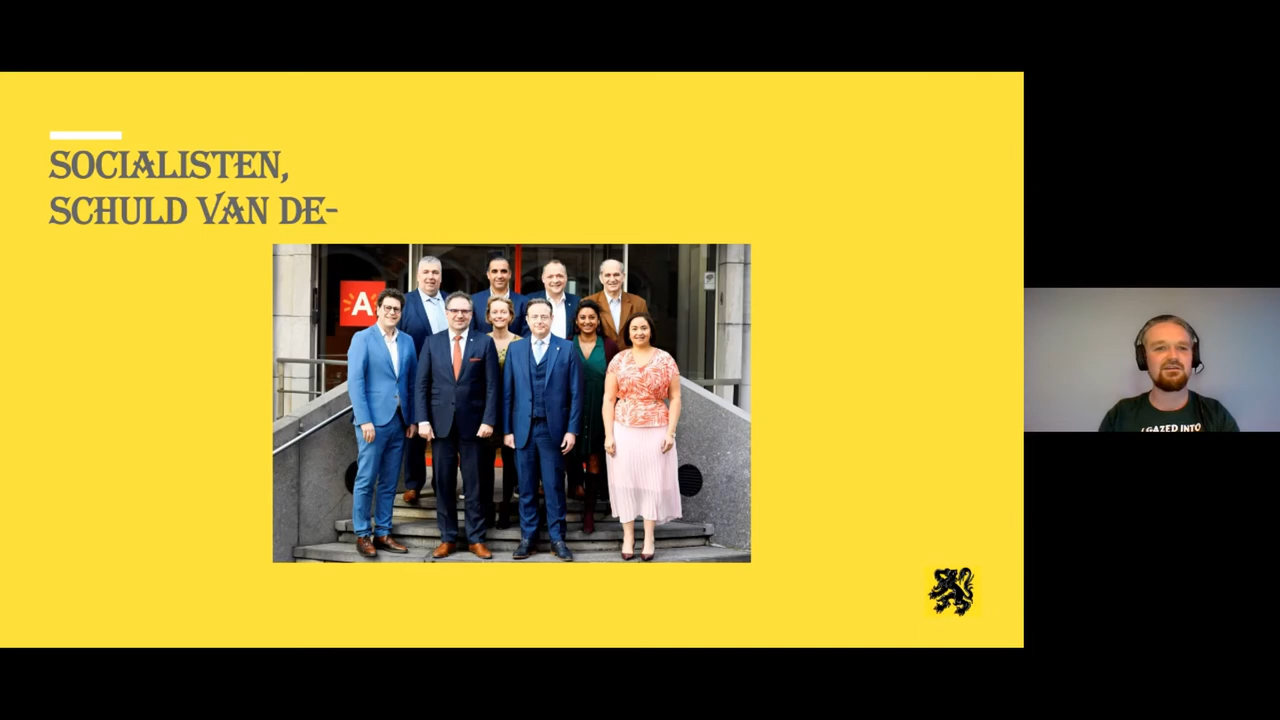 SOCIALISTEN,
SCHULD VAN DE-
A
I GAZED INTO